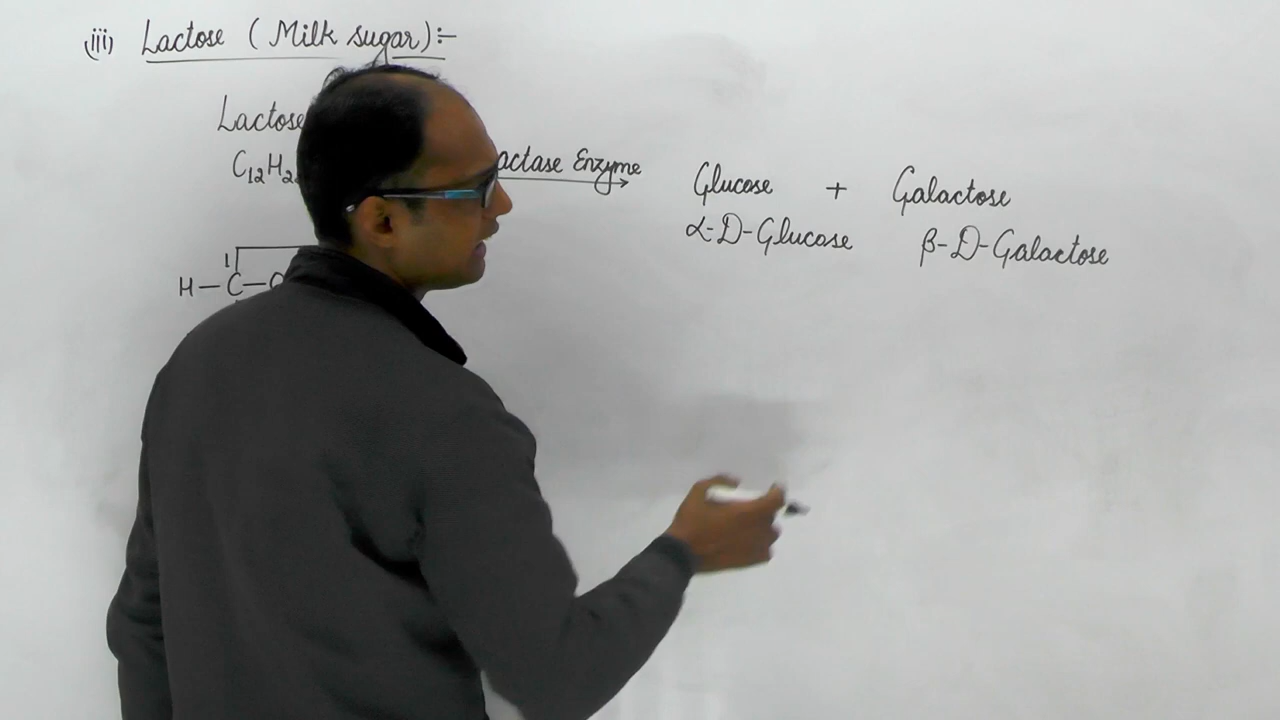 (iii) Lactose (Milk sugar):-
Lactose
C12H2
actase Enzyme
Glucose + Galactose
α-D-Glucose β-D-Galactose
1
H-C-O